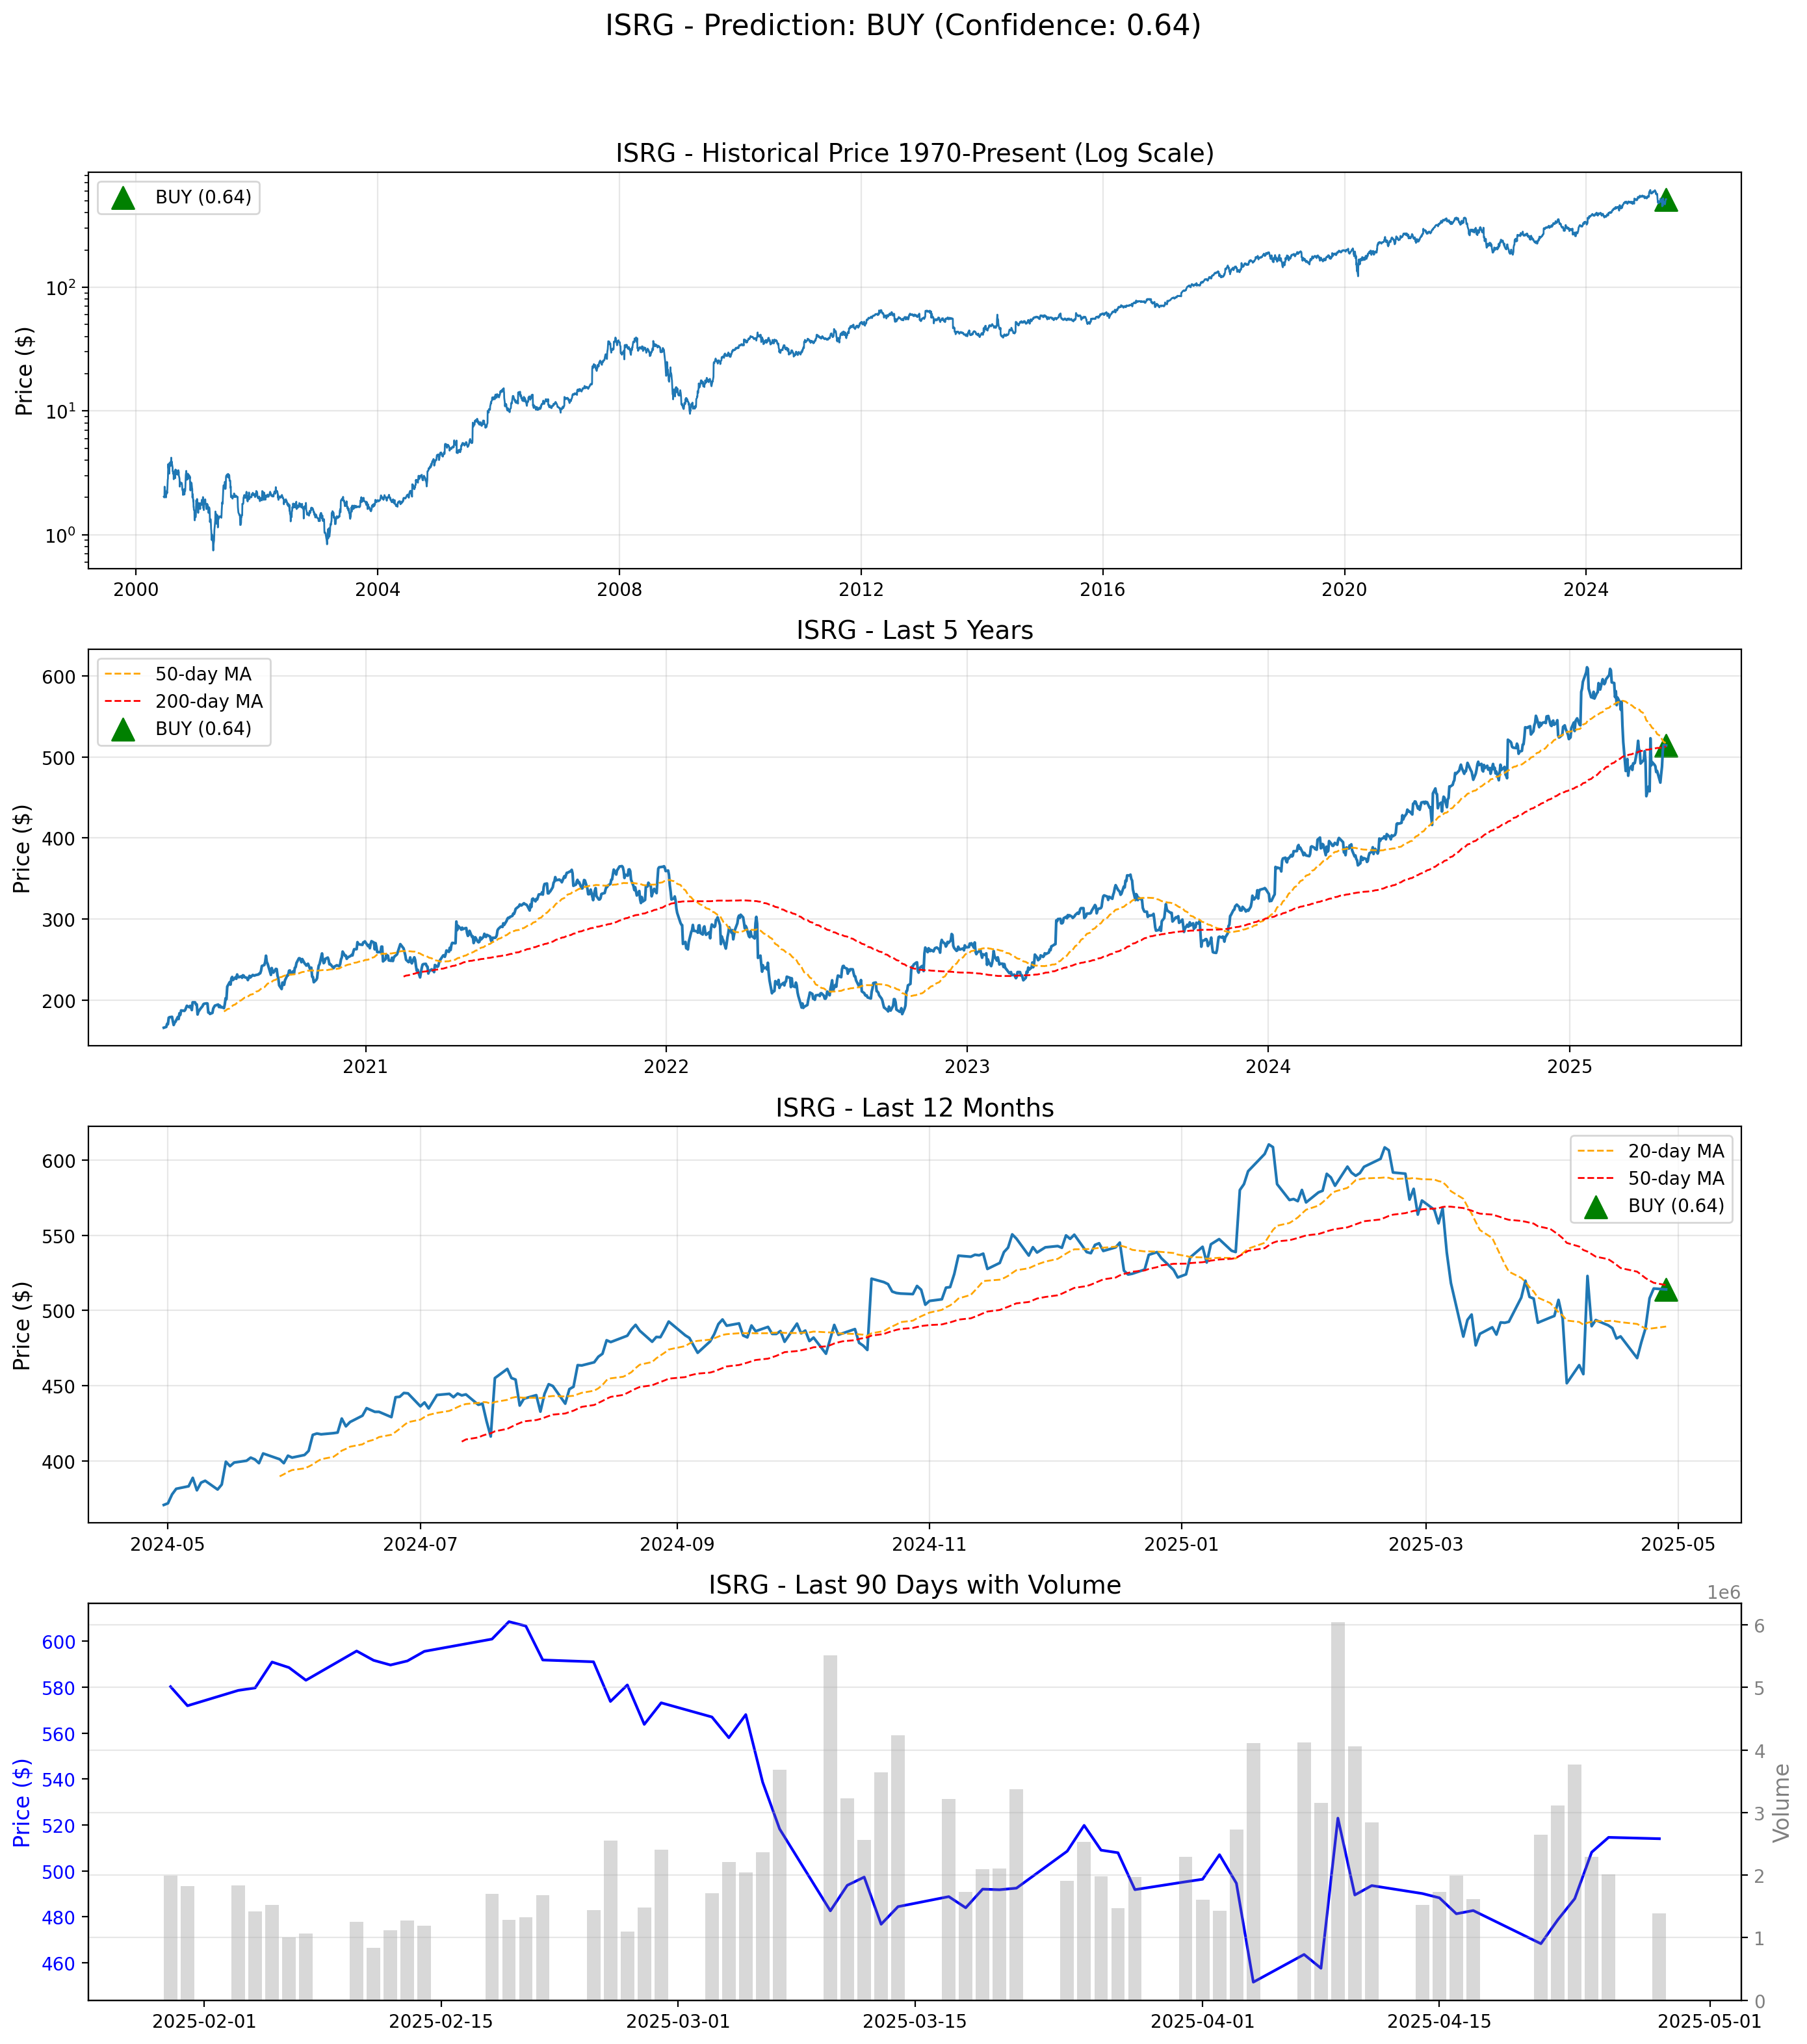 ISRG - Prediction: BUY (Confidence: 0.64)
ISRG - Historical Price 1970-Present (Log Scale)
BUY (0.64)
Price ($)
10²
10¹
10⁰
2000 2004 2008 2012 2016 2020 2024
ISRG - Last 5 Years
50-day MA
200-day MA
BUY (0.64)
Price ($)
600
500
400
300
200
2021 2022 2023 2024 2025
ISRG - Last 12 Months
20-day MA
50-day MA
BUY (0.64)
Price ($)
600
550
500
450
400
2024-05 2024-07 2024-09 2024-11 2025-01 2025-03 2025-05
ISRG - Last 90 Days with Volume
1e6
Price ($)
600
580
560
540
520
500
480
460
6
5
4
3
2
1
0
Volume
2025-02-01 2025-02-15 2025-03-01 2025-03-15 2025-04-01 2025-04-15 2025-05-01